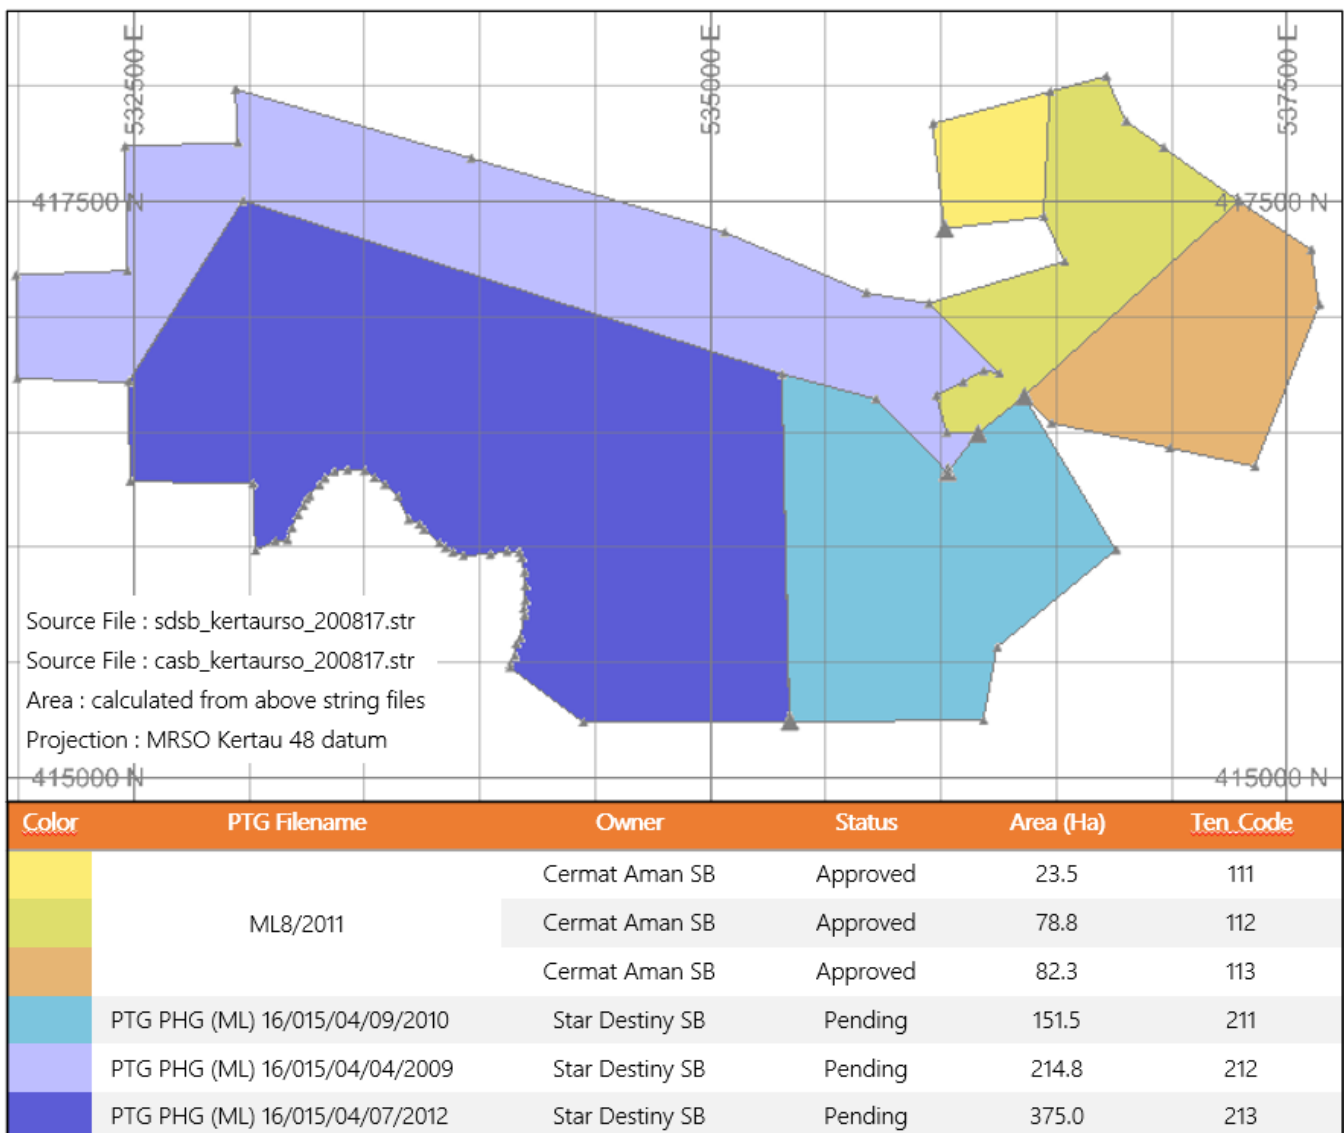 532500 E
535000 E
537500 E
417500 N
417500 N
Source File : sdsb_kertaurso_200817.str
Source File : casb_kertaurso_200817.str
Area : calculated from above string files
Projection : MRSO Kertau 48 datum
415000 N
415000 N
Color PTG Filename Owner Status Area (Ha) Ten_Code
Cermat Aman SB Approved 23.5 111
ML8/2011 Cermat Aman SB Approved 78.8 112
Cermat Aman SB Approved 82.3 113
PTG PHG (ML) 16/015/04/09/2010 Star Destiny SB Pending 151.5 211
PTG PHG (ML) 16/015/04/04/2009 Star Destiny SB Pending 214.8 212
PTG PHG (ML) 16/015/04/07/2012 Star Destiny SB Pending 375.0 213